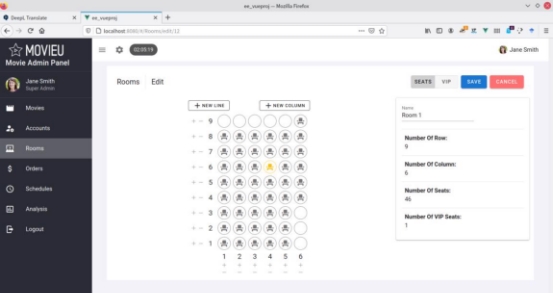 ee_vueproj — Mozilla Firefox
DeepL Translate
ee_vueproj
localhost:8080/#/Rooms/edit/12
MOVIEU
Movie Admin Panel
02:05:19
Jane Smith
Jane Smith
Super Admin
Movies
Accounts
Rooms
Orders
Schedules
Analysis
Logout
Rooms Edit
SEATS VIP SAVE CANCEL
+ NEW LINE + NEW COLUMN
+ − 9
+ − 8
+ − 7
+ − 6
+ − 5
+ − 4
+ − 3
+ − 2
+ − 1
1 2 3 4 5 6
+ + + + + +
− − − − − −
Name
Room 1
Number Of Row:
9
Number Of Column:
6
Number Of Seats:
46
Number Of VIP Seats:
1